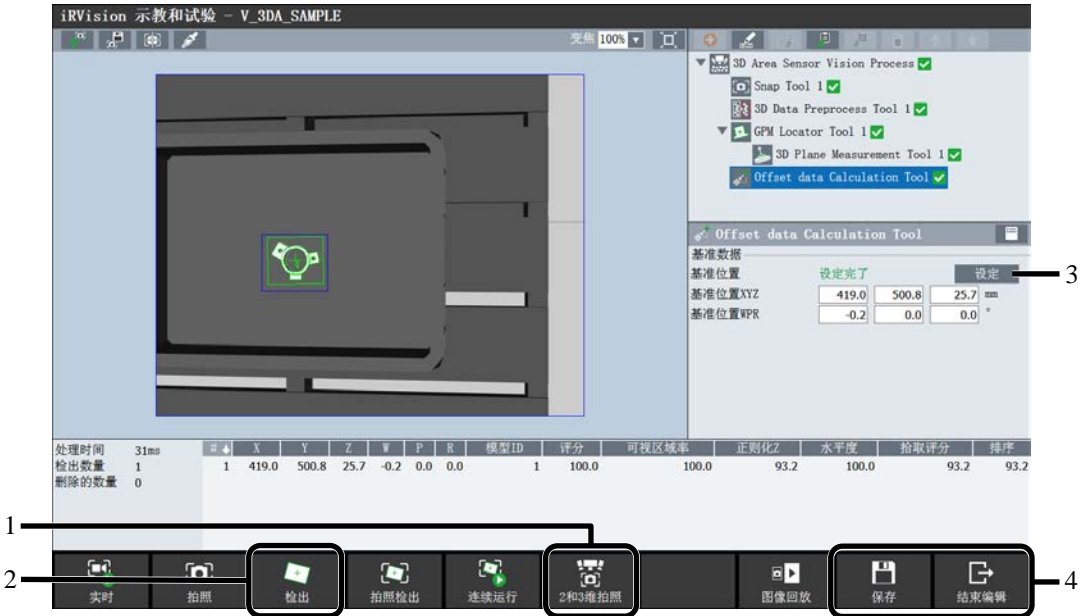 iRVision 示教和试验 - V_3DA_SAMPLE
变焦 100%
3D Area Sensor Vision Process
Snap Tool 1
3D Data Preprocess Tool 1
GPM Locator Tool 1
3D Plane Measurement Tool 1
Offset data Calculation Tool
Offset data Calculation Tool
基准数据
基准位置 设定完了 设定 3
基准位置XYZ 419.0 500.8 25.7 mm
基准位置WPR -0.2 0.0 0.0 °
处理时间 31ms
检出数量 1
删除的数量 0
# X Y Z W P R 模型ID 评分 可视区域率 正则化Z 水平度 拾取评分 排序
1 419.0 500.8 25.7 -0.2 0.0 0.0 1 100.0 100.0 93.2 100.0 93.2 93.2
1
2 4
实时 拍照 检出 拍照检出 连续运行 2和3维拍照 图像回放 保存 结束编辑